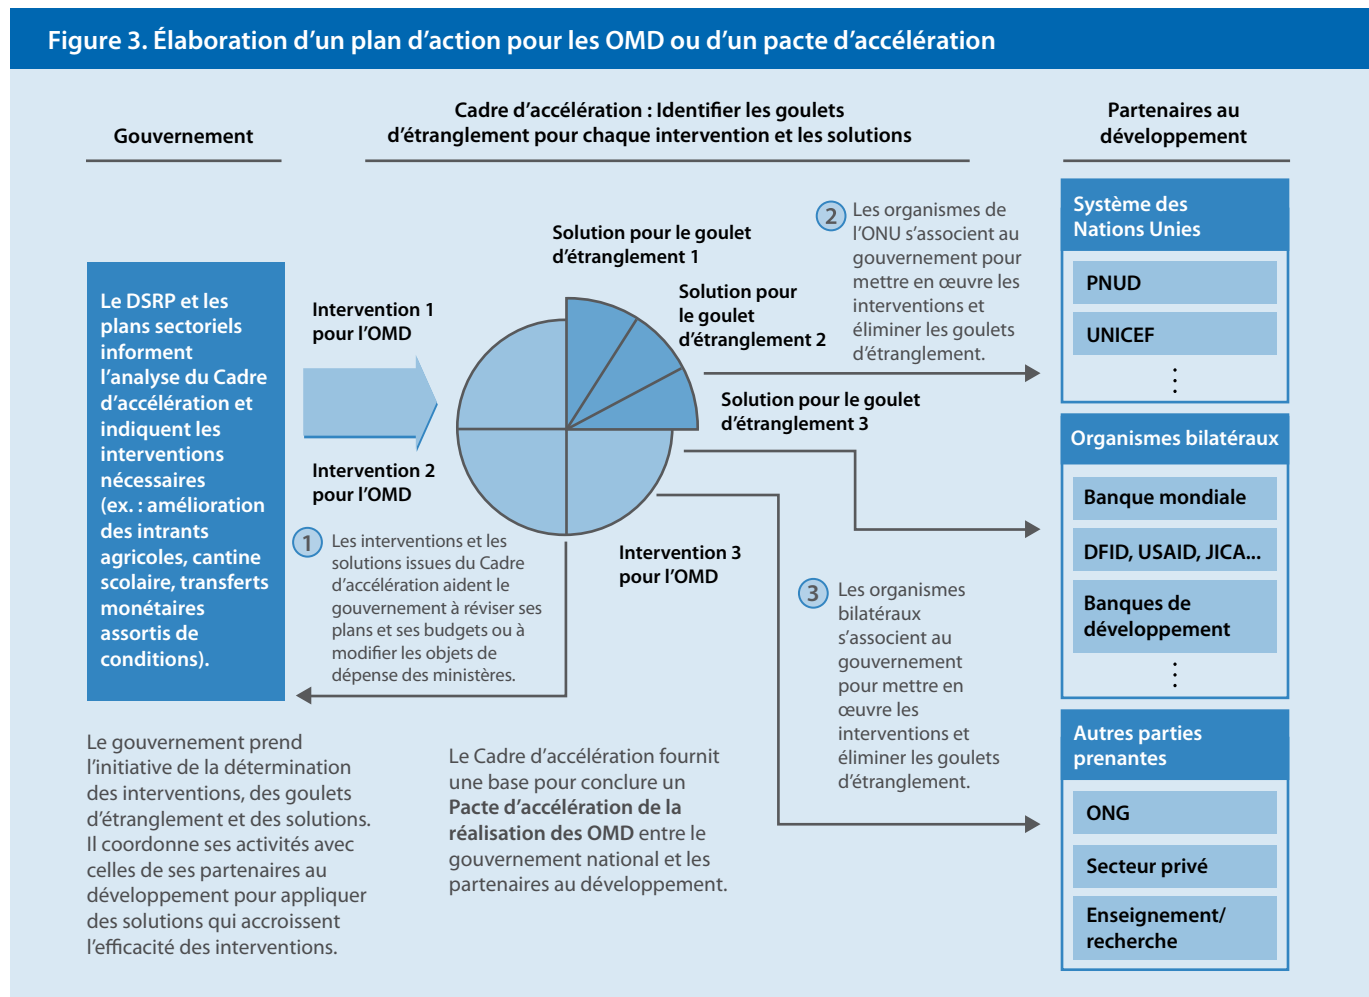 Figure 3. Élaboration d’un plan d’action pour les OMD ou d’un pacte d’accélération
Gouvernement
Cadre d’accélération : Identifier les goulets
d’étranglement pour chaque intervention et les solutions
Partenaires au
développement
Le DSRP et les
plans sectoriels
informent
l’analyse du Cadre
d’accélération et
indiquent les
interventions
nécessaires
(ex. : amélioration
des intrants
agricoles, cantine
scolaire, transferts
monétaires
assortis de
conditions).
Intervention 1
pour l’OMD
Intervention 2
pour l’OMD
Solution pour le goulet
d’étranglement 1
Solution pour
le goulet
d’étranglement 2
Solution pour le goulet
d’étranglement 3
Intervention 3
pour l’OMD
1
Les interventions et les
solutions issues du Cadre
d’accélération aident le
gouvernement à réviser ses
plans et ses budgets ou à
modifier les objets de
dépense des ministères.
2
Les organismes de
l’ONU s’associent au
gouvernement pour
mettre en œuvre les
interventions et
éliminer les goulets
d’étranglement.
3
Les organismes
bilatéraux
s’associent au
gouvernement
pour mettre en
œuvre les
interventions et
éliminer les goulets
d’étranglement.
Système des
Nations Unies
PNUD
UNICEF
⋮
Organismes bilatéraux
Banque mondiale
DFID, USAID, JICA...
Banques de
développement
⋮
Autres parties
prenantes
ONG
Secteur privé
Enseignement/
recherche
Le gouvernement prend
l’initiative de la détermination
des interventions, des goulets
d’étranglement et des solutions.
Il coordonne ses activités avec
celles de ses partenaires au
développement pour appliquer
des solutions qui accroissent
l’efficacité des interventions.
Le Cadre d’accélération fournit
une base pour conclure un
Pacte d’accélération de la
réalisation des OMD entre le
gouvernement national et les
partenaires au développement.